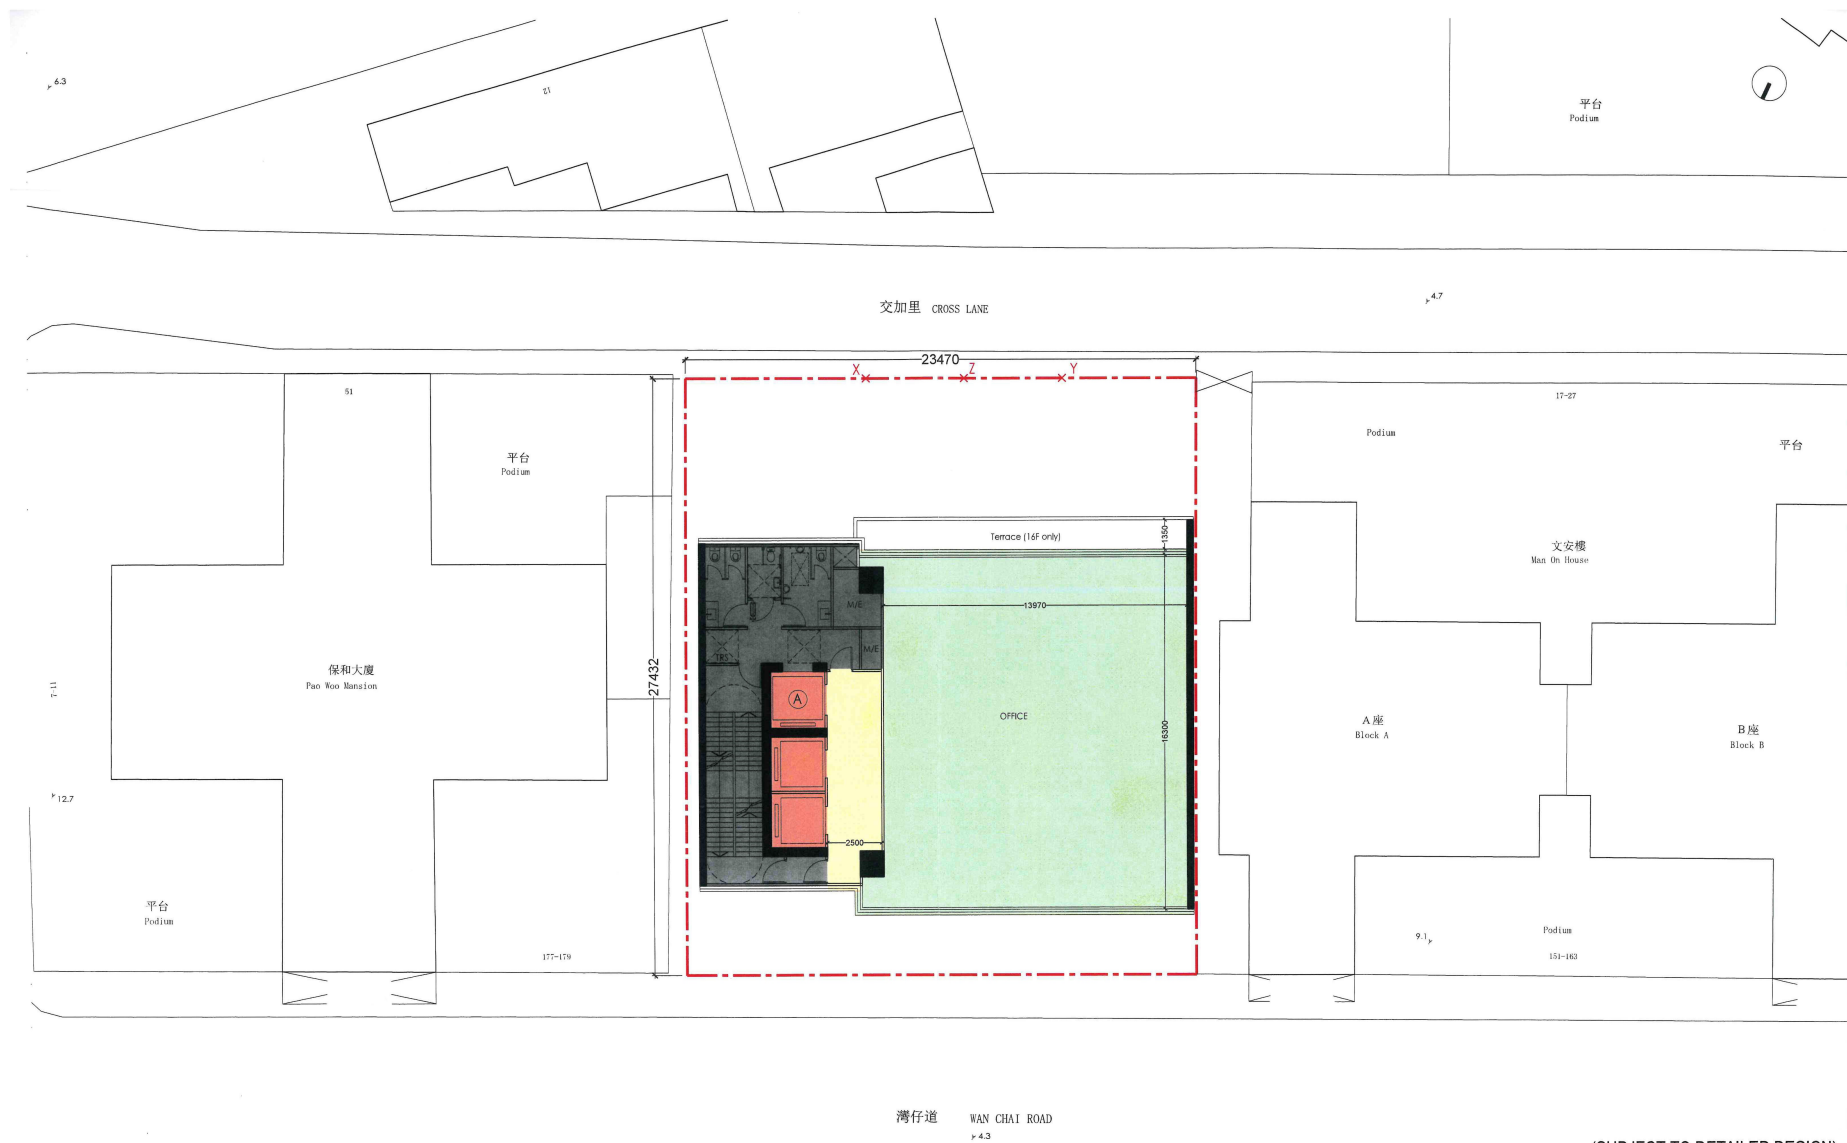 6.3
12
平台
Podium
交加里 CROSS LANE
4.7
23470
X
Z
Y
51
17-27
Podium
平台
平台
Podium
Terrace (16F only)
1350
文安樓
Man On House
13970
M/E
M/E
TRS
27432
保和大廈
Pao Woo Mansion
7-11
A
OFFICE
16300
A座
Block A
B座
Block B
12.7
2500
平台
Podium
9.1
Podium
177-179
151-163
灣仔道 WAN CHAI ROAD
4.3